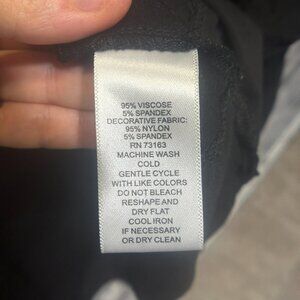 95% VISCOSE
5% SPANDEX
DECORATIVE FABRIC:
95% NYLON
5% SPANDEX
RN 73163
MACHINE WASH
COLD
GENTLE CYCLE
WITH LIKE COLORS
DO NOT BLEACH
RESHAPE AND
DRY FLAT
COOL IRON
IF NECESSARY
OR DRY CLEAN